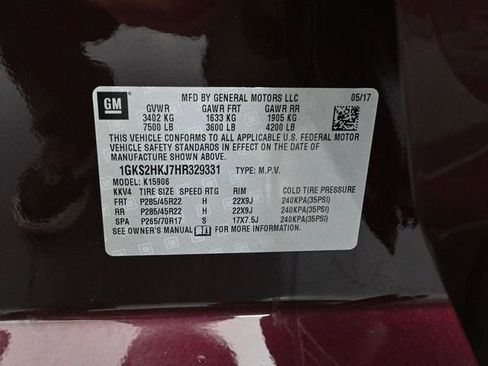 GM
MFD BY GENERAL MOTORS LLC 05/17
GVWR GAWR FRT GAWR RR
3402 KG 1633 KG 1905 KG
7500 LB 3600 LB 4200 LB
THIS VEHICLE CONFORMS TO ALL APPLICABLE U.S. FEDERAL MOTOR
VEHICLE SAFETY STANDARDS IN EFFECT ON THE DATE OF
MANUFACTURE SHOWN ABOVE.
1GKS2HKJ7HR329331 TYPE: M.P.V.
MODEL: K15906
KKV4 TIRE SIZE SPEED RTG RIM COLD TIRE PRESSURE
FRT P285/45R22 H 22X9J 240KPA(35PSI)
RR P285/45R22 H 22X9J 240KPA(35PSI)
SPA P265/70R17 S 17X7.5J 240KPA(35PSI)
SEE OWNER'S MANUAL FOR MORE INFORMATION